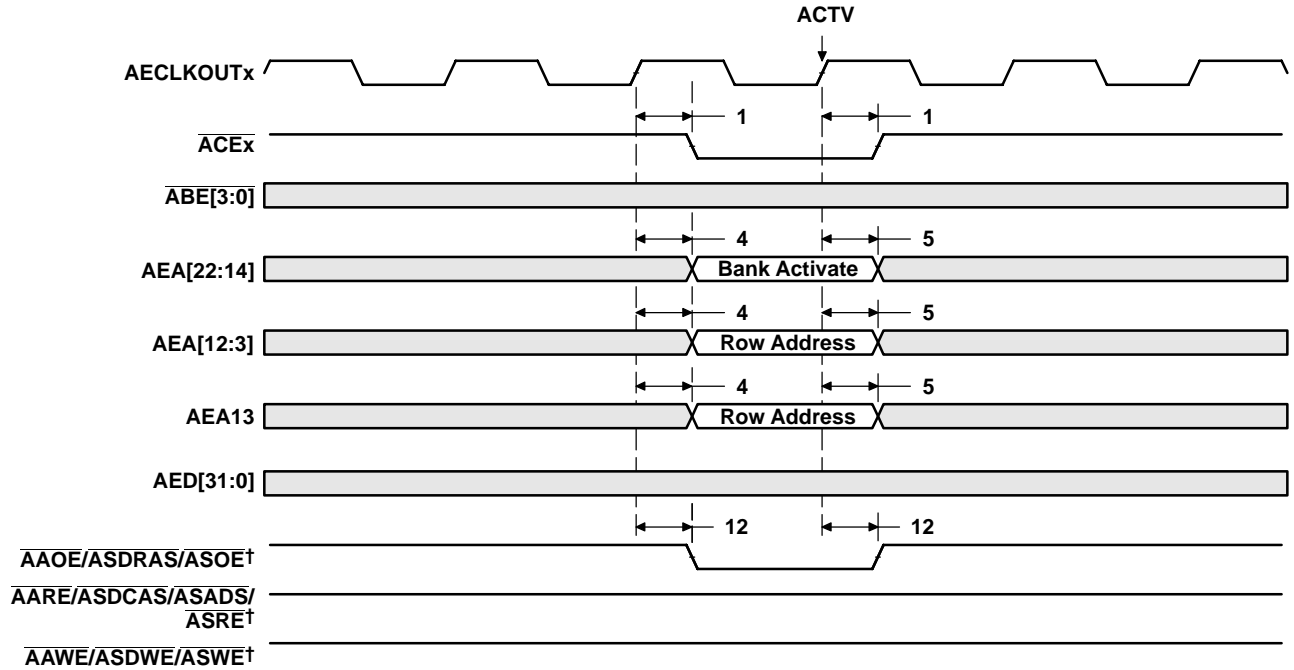 ACTV
AECLKOUTx
1 1
ACEx
ABE[3:0]
4 5
AEA[22:14] Bank Activate
4 5
AEA[12:3] Row Address
4 5
AEA13 Row Address
AED[31:0]
12 12
AAOE/ASDRAS/ASOE†
AARE/ASDCAS/ASADS/
ASRE†
AAWE/ASDWE/ASWE†